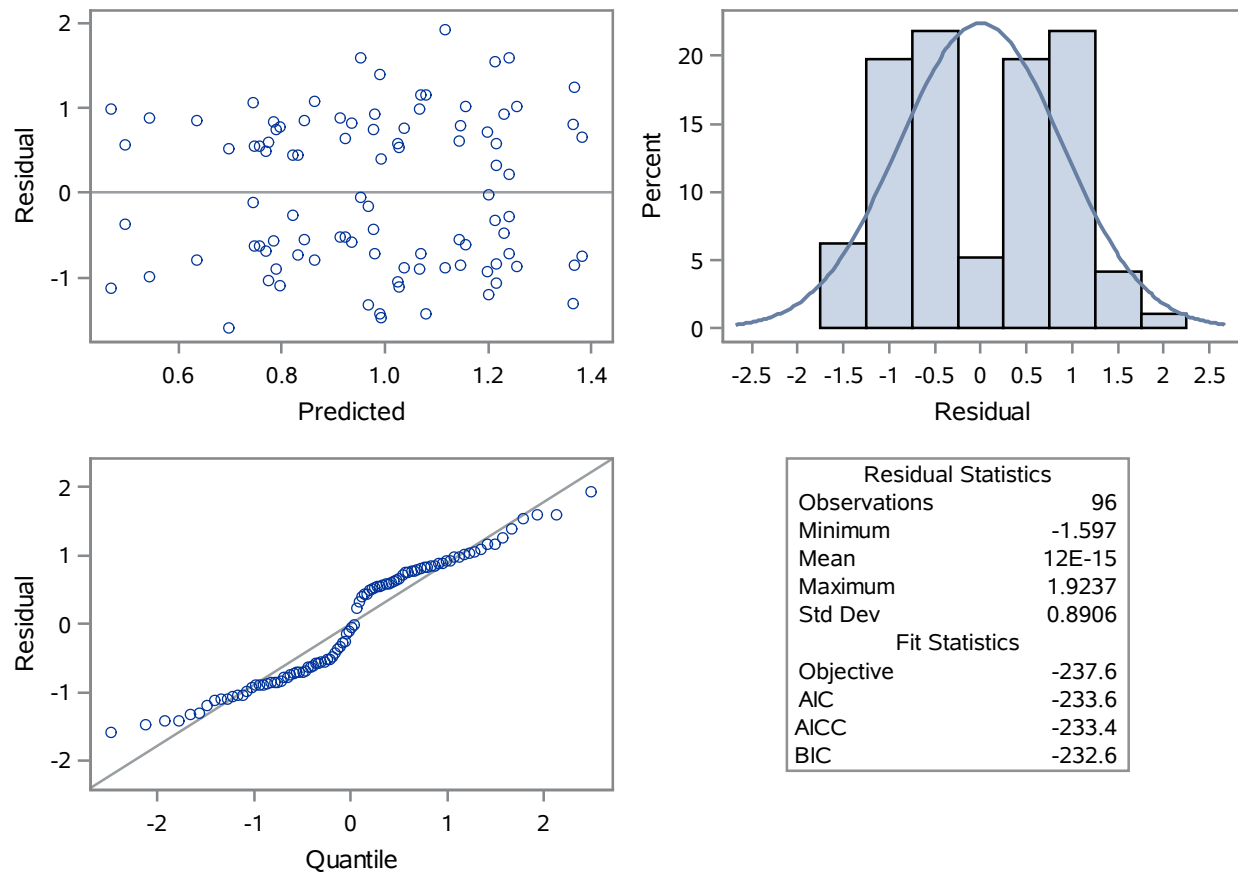 2
1
0
-1
Residual
0.6 0.8 1.0 1.2 1.4
Predicted
20
15
10
5
0
Percent
-2.5 -2 -1.5 -1 -0.5 0 0.5 1 1.5 2 2.5
Residual
2
1
0
-1
-2
Residual
-2 -1 0 1 2
Quantile
Residual Statistics
Observations 96
Minimum -1.597
Mean 12E-15
Maximum 1.9237
Std Dev 0.8906
Fit Statistics
Objective -237.6
AIC -233.6
AICC -233.4
BIC -232.6